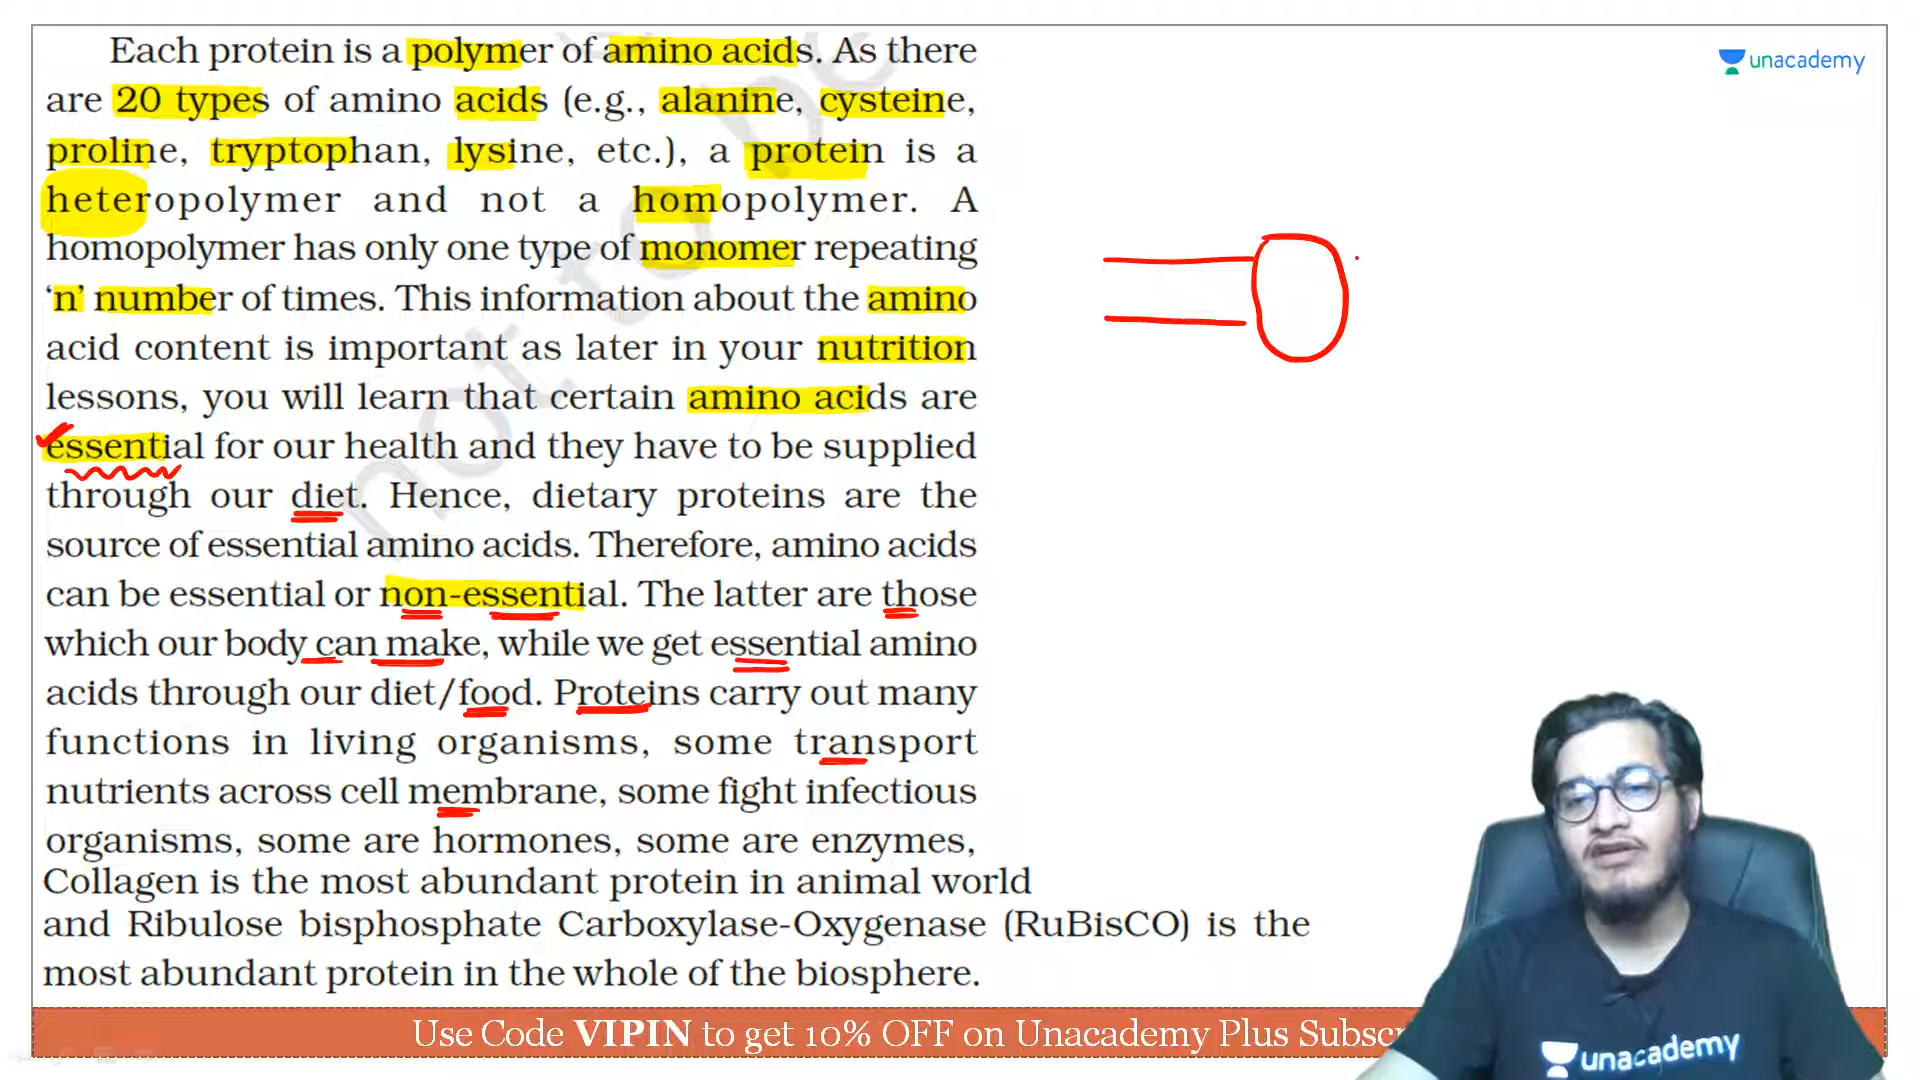 Each protein is a polymer of amino acids. As there
are 20 types of amino acids (e.g., alanine, cysteine,
proline, tryptophan, lysine, etc.), a protein is a
heteropolymer and not a homopolymer. A
homopolymer has only one type of monomer repeating
‘n’ number of times. This information about the amino
acid content is important as later in your nutrition
lessons, you will learn that certain amino acids are
essential for our health and they have to be supplied
through our diet. Hence, dietary proteins are the
source of essential amino acids. Therefore, amino acids
can be essential or non-essential. The latter are those
which our body can make, while we get essential amino
acids through our diet/food. Proteins carry out many
functions in living organisms, some transport
nutrients across cell membrane, some fight infectious
organisms, some are hormones, some are enzymes,
Collagen is the most abundant protein in animal world
and Ribulose bisphosphate Carboxylase-Oxygenase (RuBisCO) is the
most abundant protein in the whole of the biosphere.
unacademy
Use Code VIPIN to get 10% OFF on Unacademy Plus Subsc
unacademy
not to be